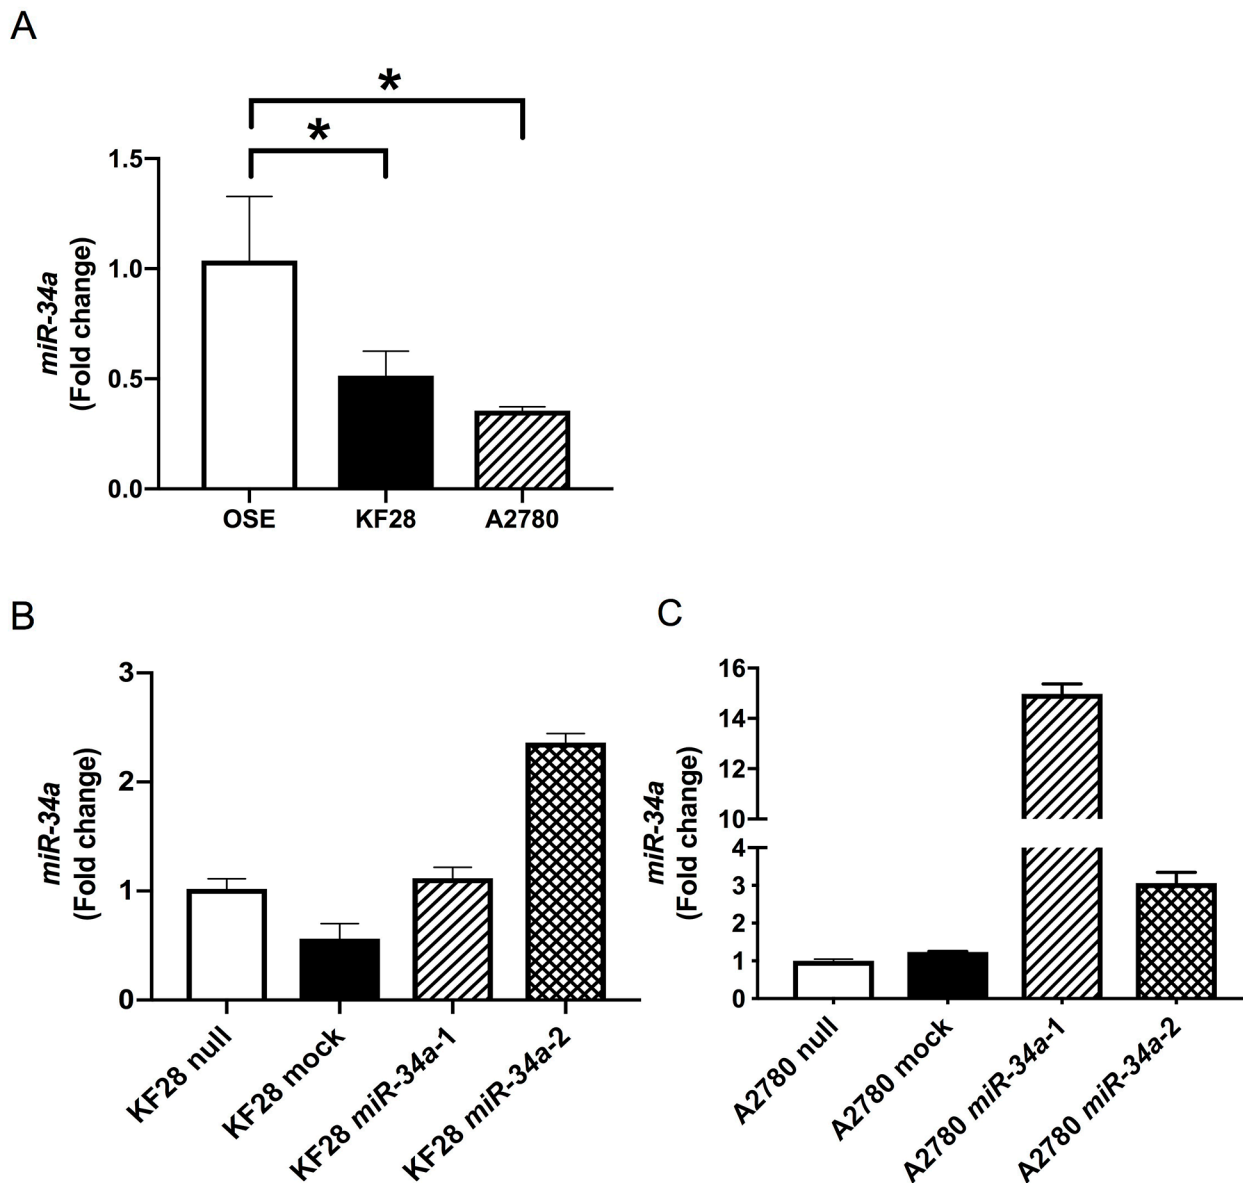 A
*
*
miR-34a
(Fold change)
1.5
1.0
0.5
0.0
OSE KF28 A2780
B
miR-34a
(Fold change)
3
2
1
0
KF28 null
KF28 mock
KF28 miR-34a-1
KF28 miR-34a-2
C
miR-34a
(Fold change)
16
14
12
10
4
3
2
1
0
A2780 null
A2780 mock
A2780 miR-34a-1
A2780 miR-34a-2